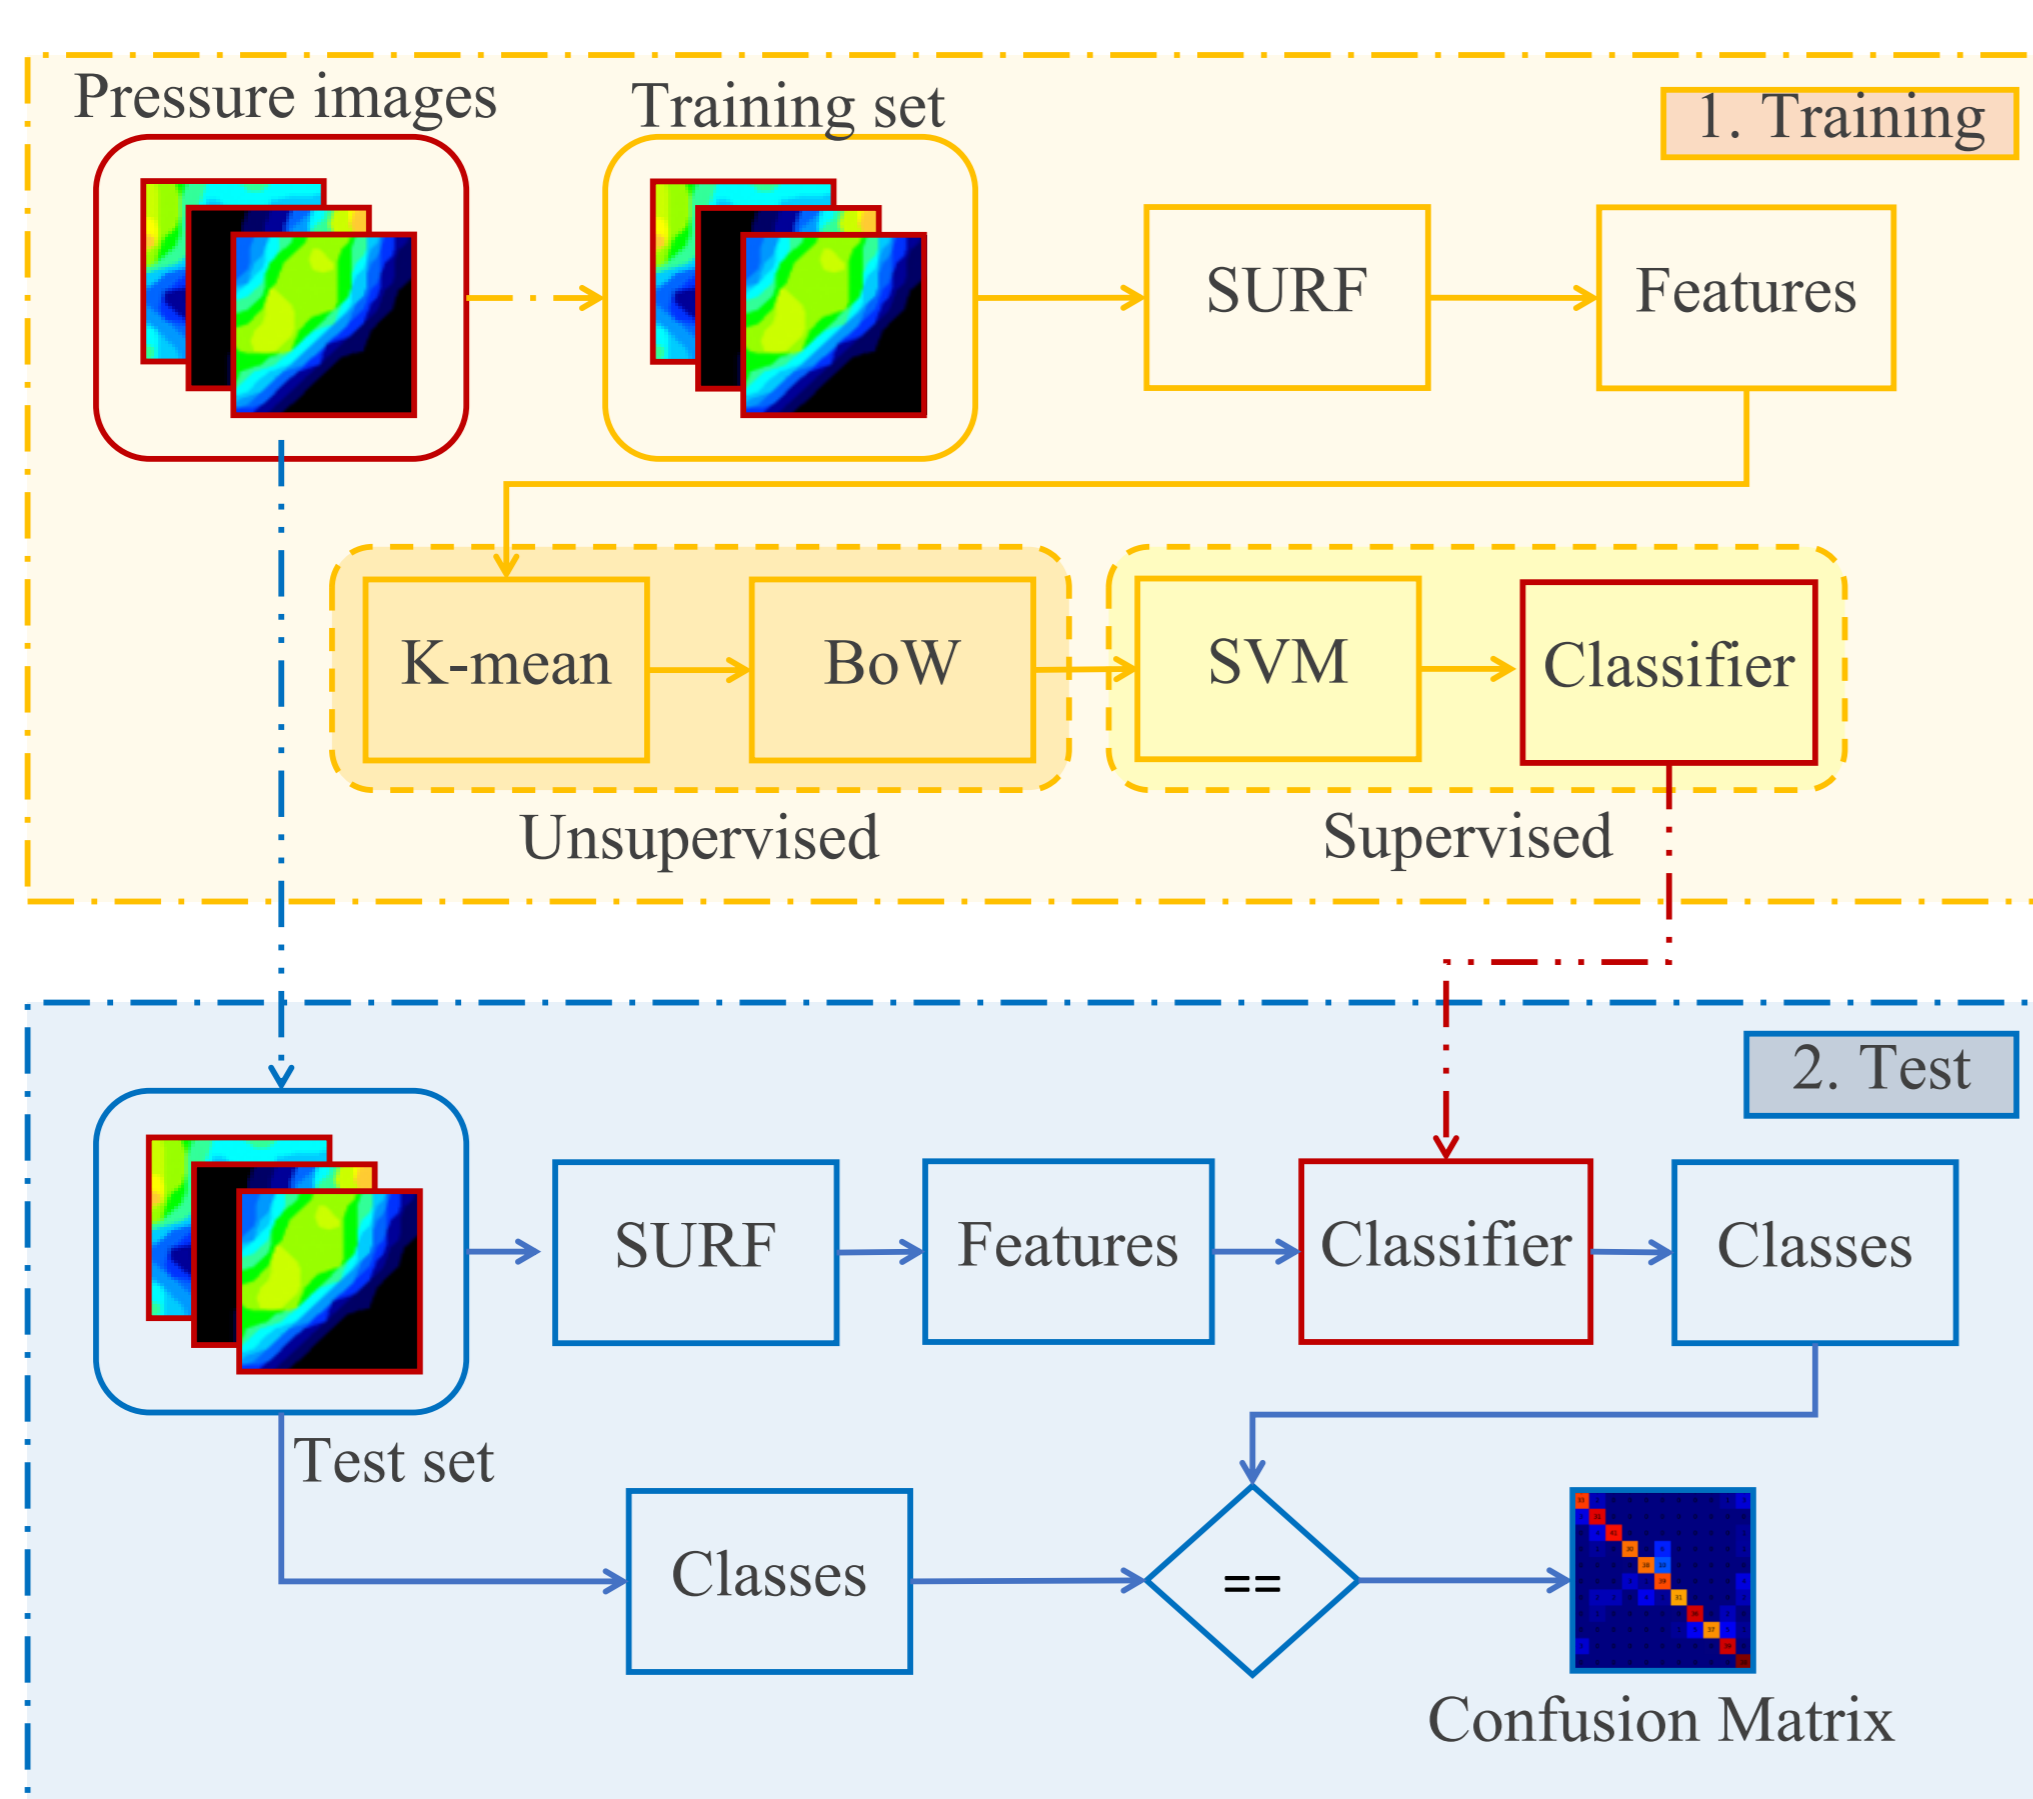 Pressure images
Training set
1. Training
SURF
Features
K-mean
BoW
SVM
Classifier
Unsupervised
Supervised
2. Test
SURF
Features
Classifier
Classes
Test set
Classes
==
Confusion Matrix